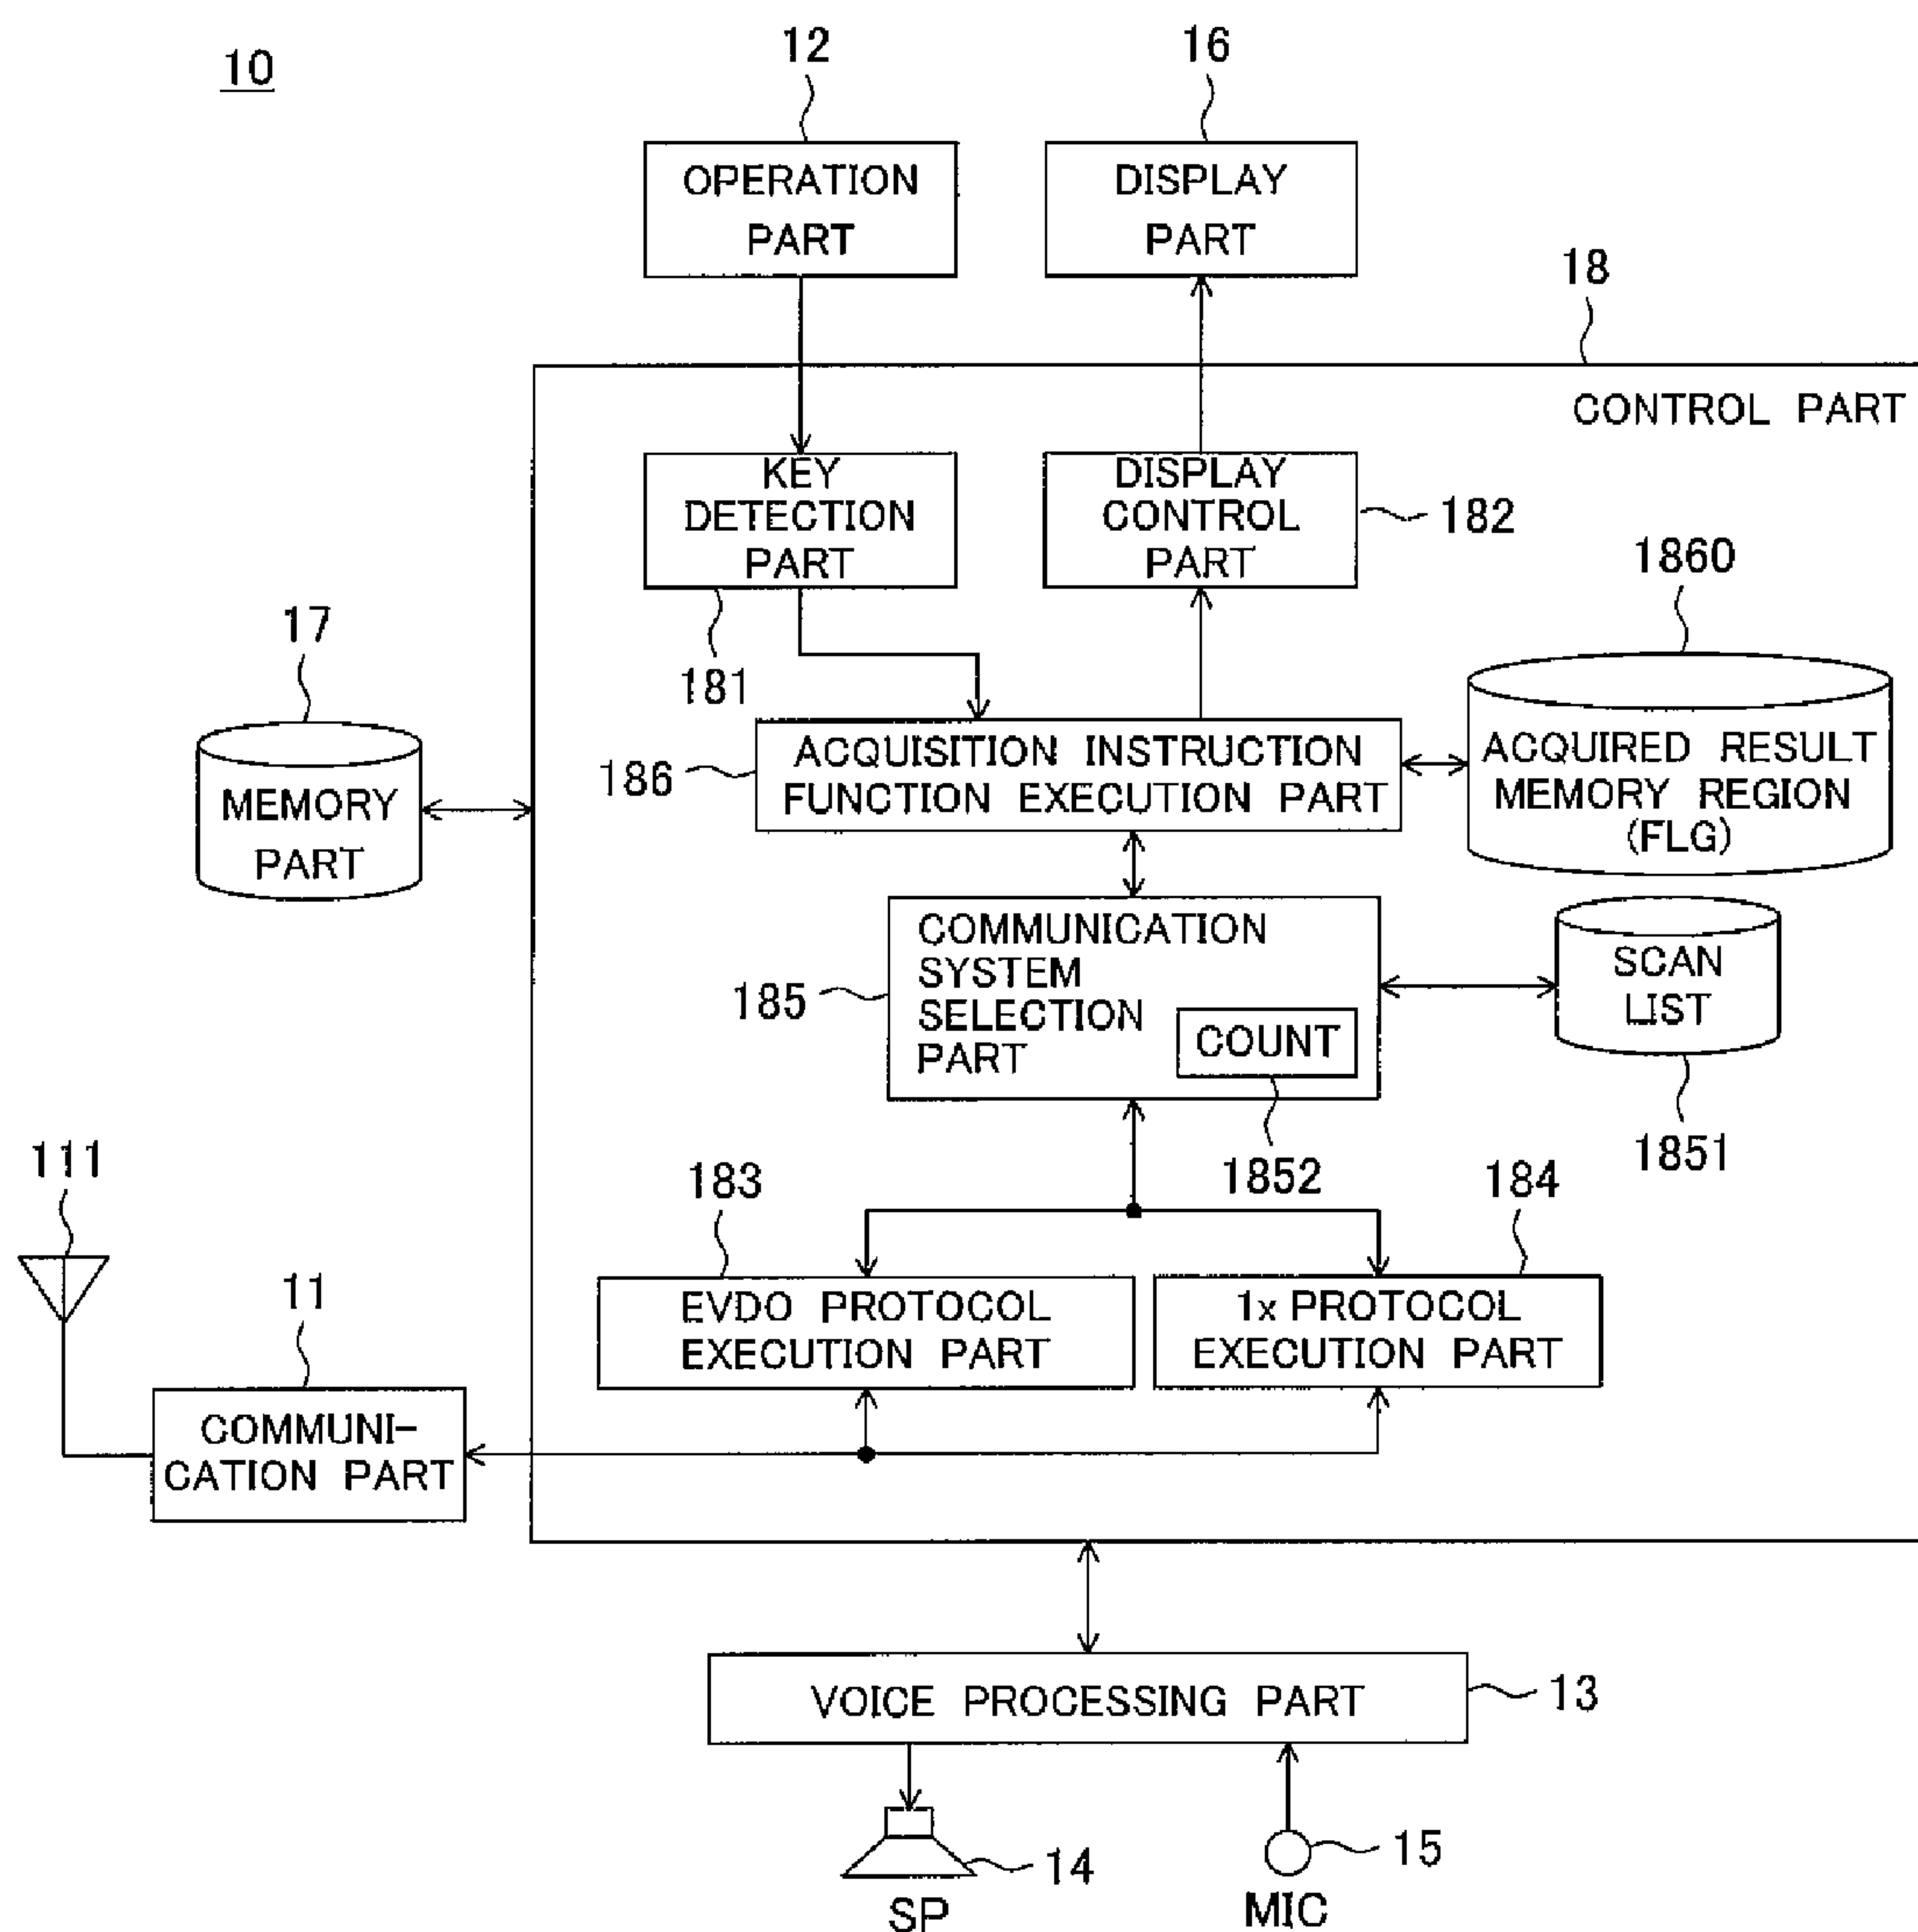 10
12
16
OPERATION
PART
DISPLAY
PART
18
CONTROL PART
KEY
DETECTION
PART
DISPLAY
CONTROL
PART
182
181
1860
17
MEMORY
PART
186
ACQUISITION INSTRUCTION
FUNCTION EXECUTION PART
ACQUIRED RESULT
MEMORY REGION
(FLG)
185
COMMUNICATION
SYSTEM
SELECTION
PART
COUNT
SCAN
LIST
1852
1851
111
183
184
EVDO PROTOCOL
EXECUTION PART
1x PROTOCOL
EXECUTION PART
11
COMMUNI-
CATION PART
VOICE PROCESSING PART
13
14
SP
15
MIC